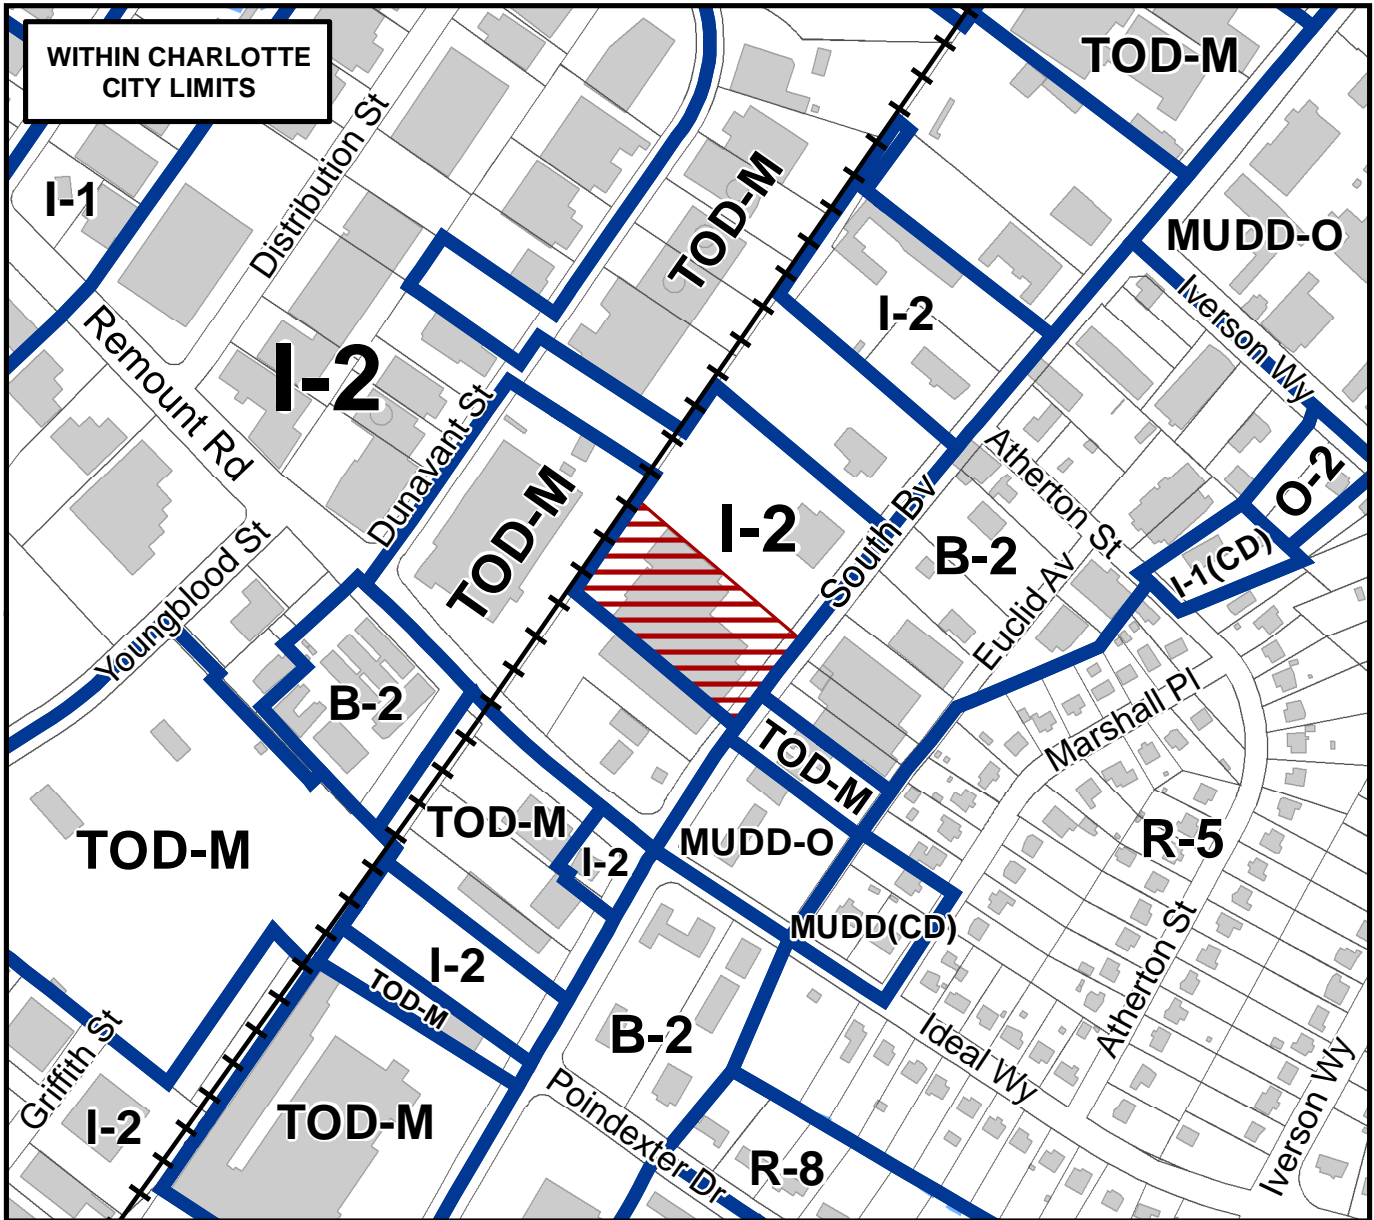 WITHIN CHARLOTTE
CITY LIMITS
TOD-M
I-1
Distribution St
TOD-M
MUDD-O
Iverson Wy
I-2
Remount Rd
I-2
Dunavant St
Atherton St
O-2
TOD-M
I-2
South Bv
B-2
I-1(CD)
Euclid Av
Youngblood St
B-2
Marshall Pl
TOD-M
TOD-M
TOD-M
I-2
MUDD-O
R-5
MUDD(CD)
I-2
TOD-M
B-2
Atherton St
Ideal Wy
Griffith St
I-2
TOD-M
Poindexter Dr
R-8
Iverson Wy